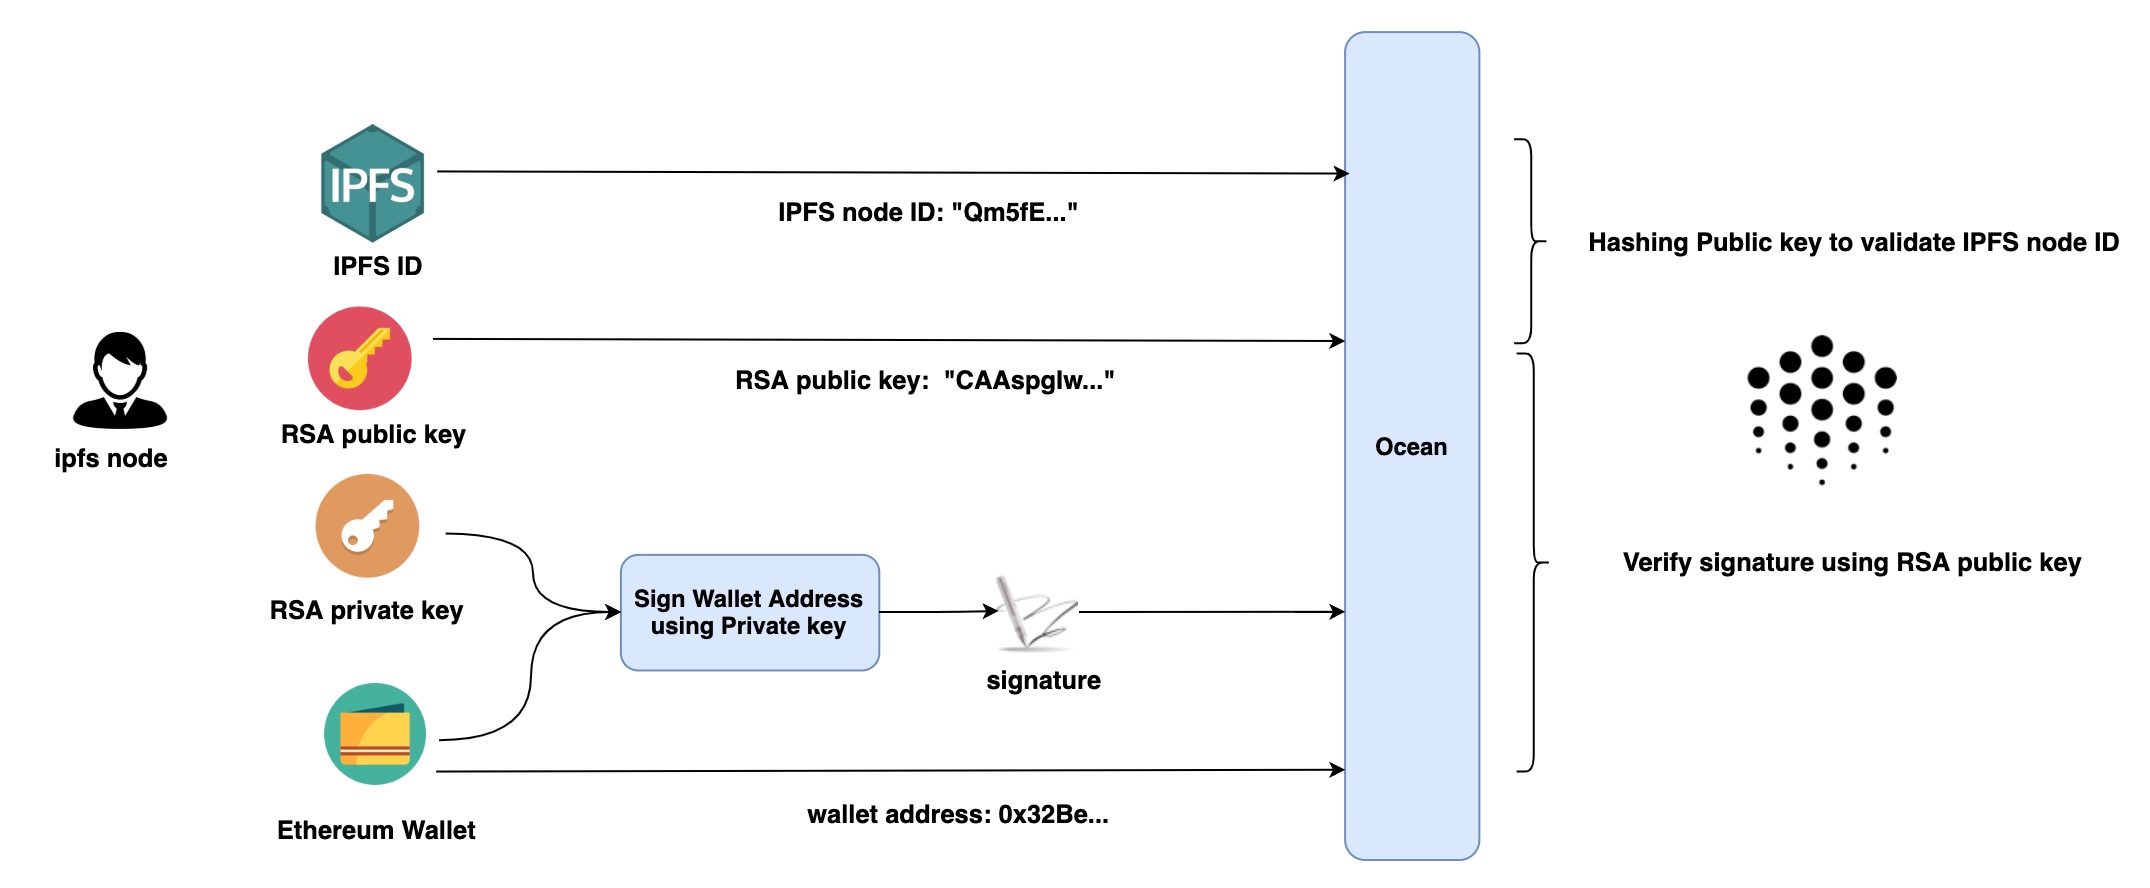 IPFS
IPFS node ID: "Qm5fE..."
IPFS ID
Hashing Public key to validate IPFS node ID
RSA public key: "CAAspglw..."
RSA public key
ipfs node
Ocean
RSA private key
Sign Wallet Address
using Private key
signature
Verify signature using RSA public key
wallet address: 0x32Be...
Ethereum Wallet